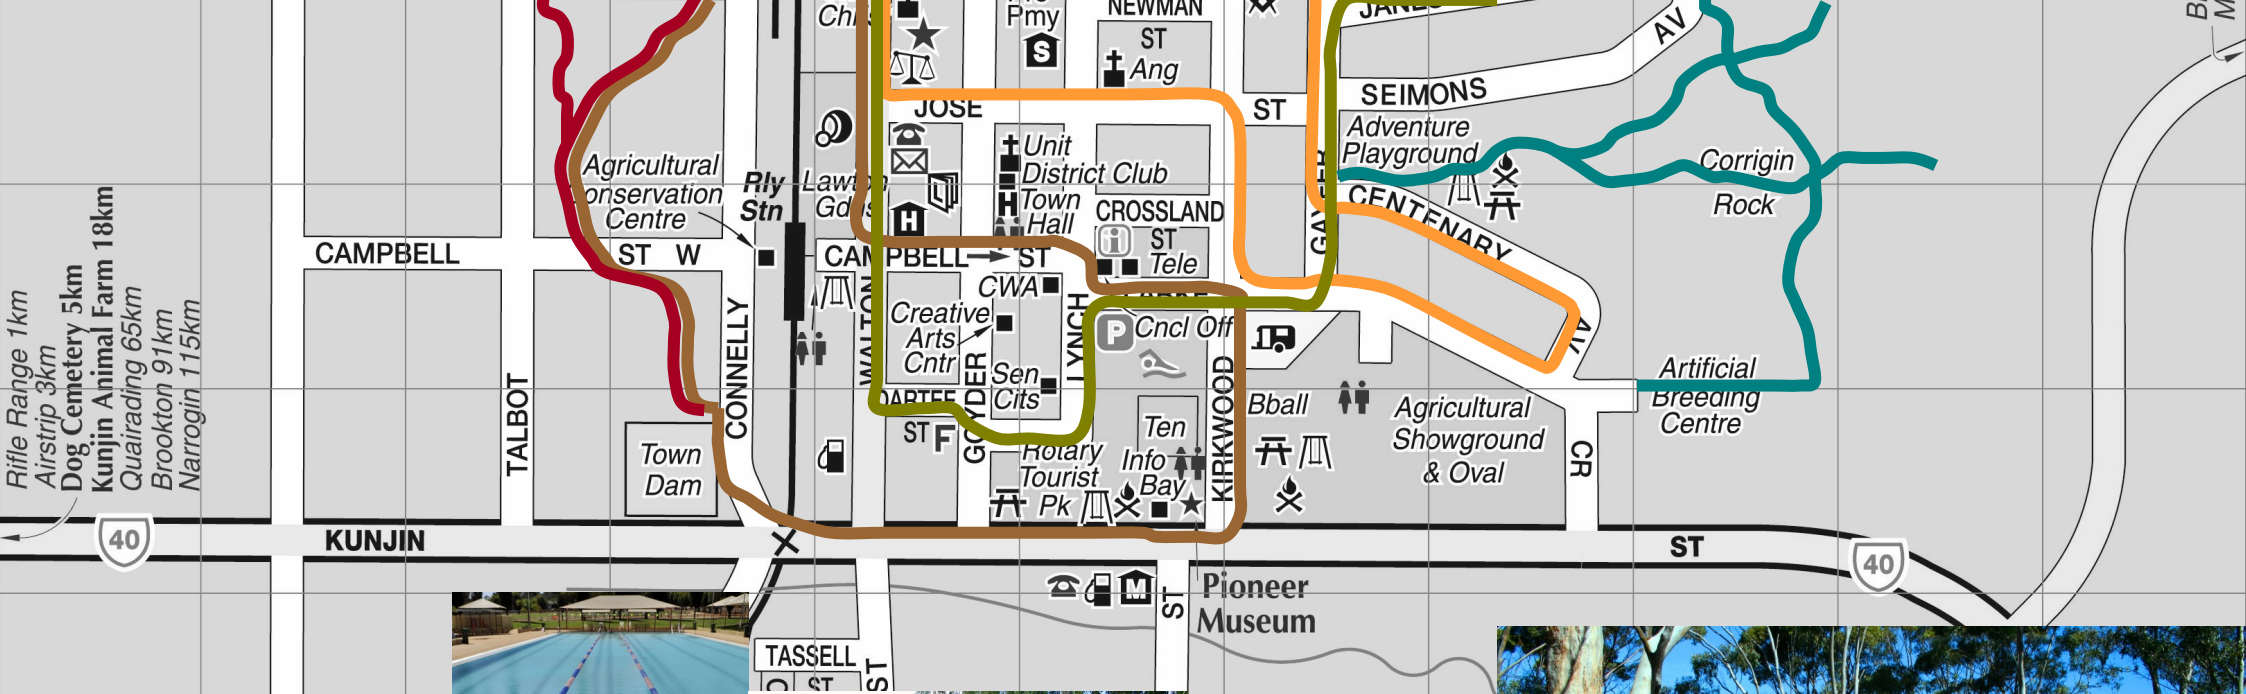 Pmy
NEWMAN
ST
Ang
S
AV
SEIMONS
JOSE
ST
Adventure
Playground
Agricultural
Conservation
Centre
Rly
Stn
Unit
District Club
Town
Hall
H
H
CROSSLAND
ST
Tele
i
CENTENARY
AV
Corrigin
Rock
CAMPBELL
ST W
CAMPBELL
ST
CWA
Creative
Arts
Cntr
Sen
Cits
LYNCH
P
Cncl Off
GOYDER
WALTON
CONNELLY
TALBOT
KIRKWOOD
ST
F
Town
Dam
Rotary
Tourist
Pk
Ten
Info
Bay
Bball
Agricultural
Showground
& Oval
CR
Artificial
Breeding
Centre
Rifle Range 1km
Airstrip 3km
Dog Cemetery 5km
Kunjin Animal Farm 18km
Quairading 65km
Brookton 91km
Narrogin 115km
40
KUNJIN
ST
40
M
ST
Pioneer
Museum
TASSELL
ST
ST